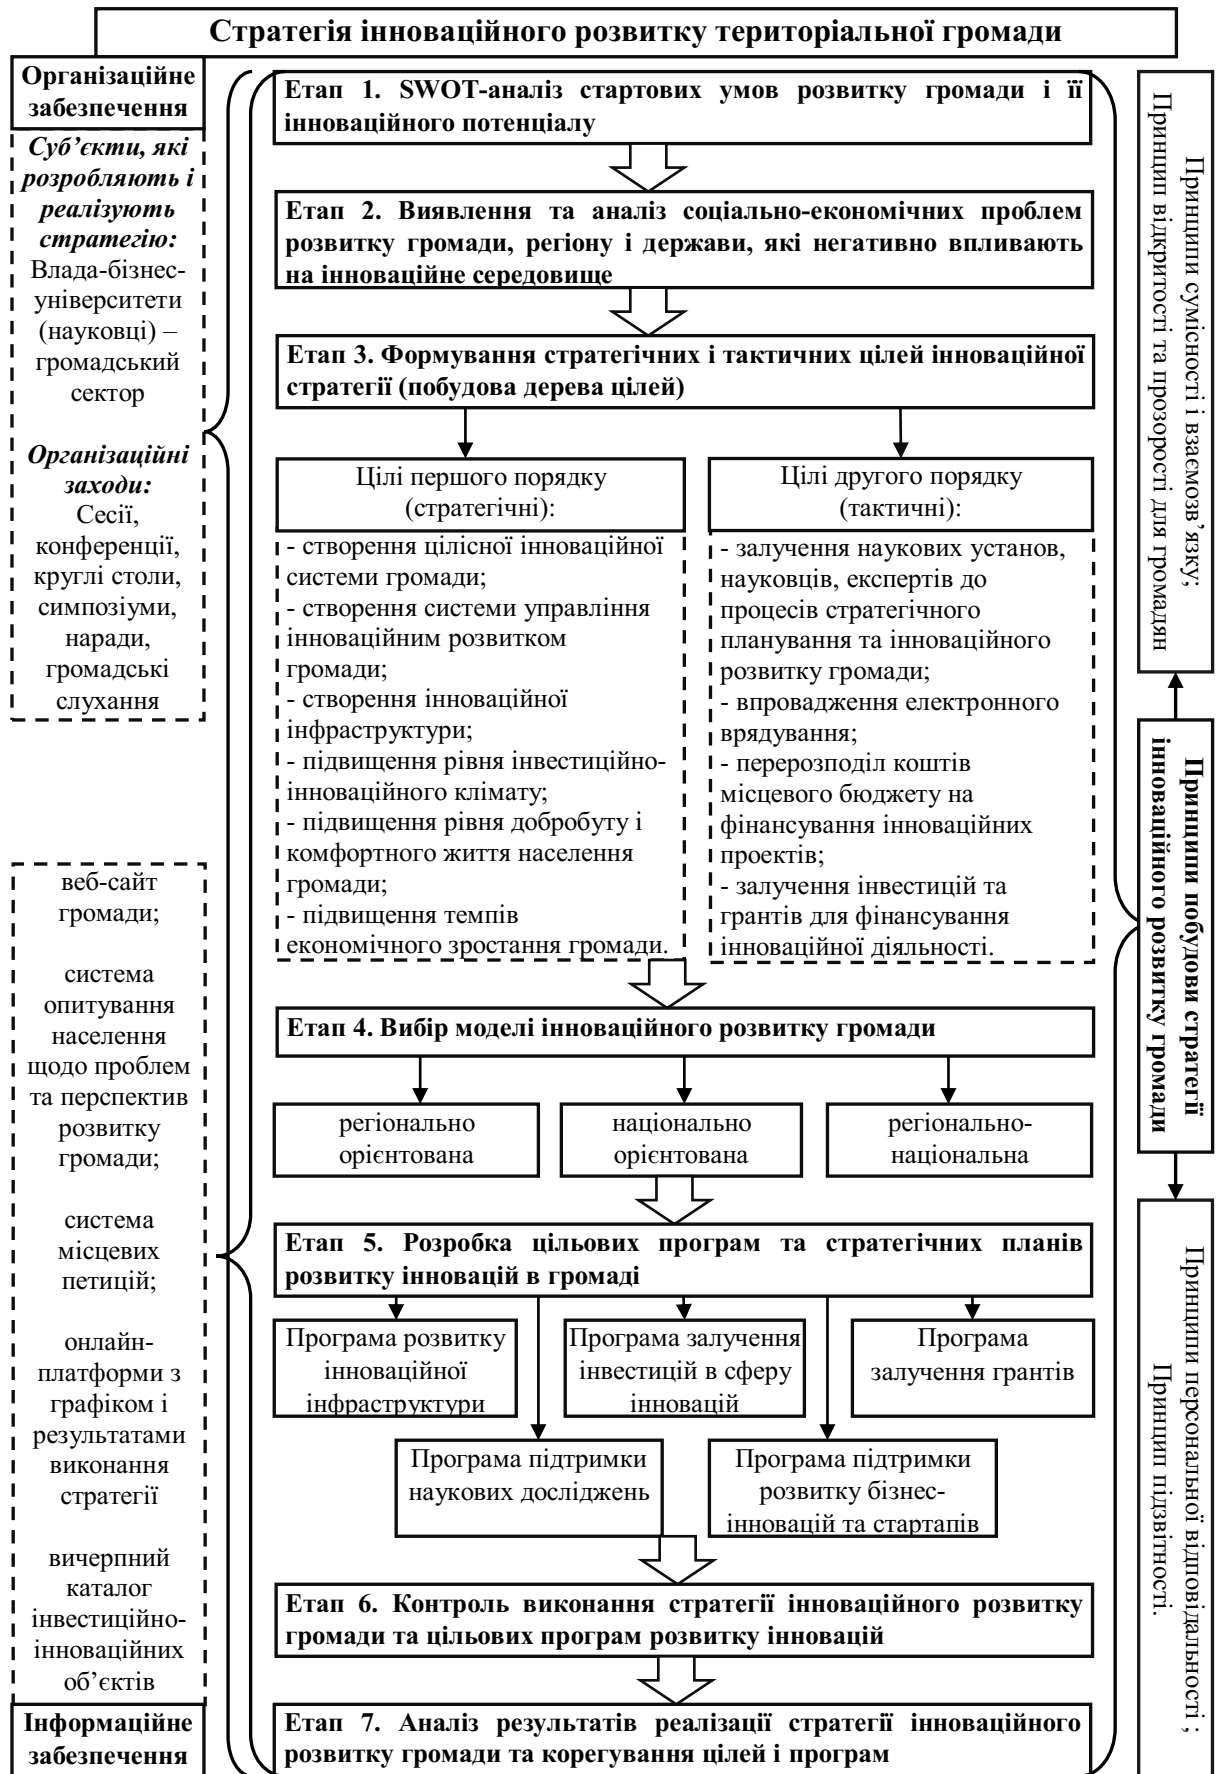 Стратегія інноваційного розвитку територіальної громади
Організаційне
забезпечення
Суб’єкти, які
розробляють і
реалізують
стратегію:
Влада-бізнес-
університети
(науковці) –
громадський
сектор
Організаційні
заходи:
Сесії,
конференції,
круглі столи,
симпозіуми,
наради,
громадські
слухання
веб-сайт
громади;
система
опитування
населення
щодо проблем
та перспектив
розвитку
громади;
система
місцевих
петицій;
онлайн-
платформи з
графіком і
результатами
виконання
стратегії
вичерпний
каталог
інвестиційно-
інноваційних
об’єктів
Інформаційне
забезпечення
Етап 1. SWOT-аналіз стартових умов розвитку громади і її
інноваційного потенціалу
Етап 2. Виявлення та аналіз соціально-економічних проблем
розвитку громади, регіону і держави, які негативно впливають
на інноваційне середовище
Етап 3. Формування стратегічних і тактичних цілей інноваційної
стратегії (побудова дерева цілей)
Цілі першого порядку
(стратегічні):
- створення цілісної інноваційної
системи громади;
- створення системи управління
інноваційним розвитком
громади;
- створення інноваційної
інфраструктури;
- підвищення рівня інвестиційно-
інноваційного клімату;
- підвищення рівня добробуту і
комфортного життя населення
громади;
- підвищення темпів
економічного зростання громади.
Цілі другого порядку
(тактичні):
- залучення наукових установ,
науковців, експертів до
процесів стратегічного
планування та інноваційного
розвитку громади;
- впровадження електронного
врядування;
- перерозподіл коштів
місцевого бюджету на
фінансування інноваційних
проектів;
- залучення інвестицій та
грантів для фінансування
інноваційної діяльності.
Етап 4. Вибір моделі інноваційного розвитку громади
регіонально
орієнтована
національно
орієнтована
регіонально-
національна
Етап 5. Розробка цільових програм та стратегічних планів
розвитку інновацій в громаді
Програма розвитку
інноваційної
інфраструктури
Програма залучення
інвестицій в сферу
інновацій
Програма
залучення грантів
Програма підтримки
наукових досліджень
Програма підтримки
розвитку бізнес-
інновацій та стартапів
Етап 6. Контроль виконання стратегії інноваційного розвитку
громади та цільових програм розвитку інновацій
Етап 7. Аналіз результатів реалізації стратегії інноваційного
розвитку громади та корегування цілей і програм
Принципи сумісності і взаємозв’язку;
Принцип відкритості та прозорості для громадян
Принципи побудови стратегії
інноваційного розвитку громади
Принципи персональної відповідальності ;
Принцип підзвітності.